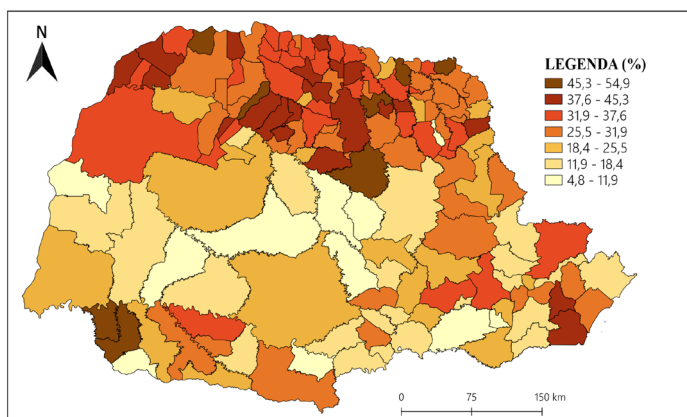 N
LEGENDA (%)
45,3 - 54,9
37,6 - 45,3
31,9 - 37,6
25,5 - 31,9
18,4 - 25,5
11,9 - 18,4
4,8 - 11,9
0 75 150 km